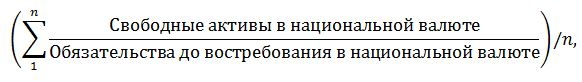 n
(∑ Свободные активы в национальной валюте
Обязательства до востребования в национальной валюте) /n,
1